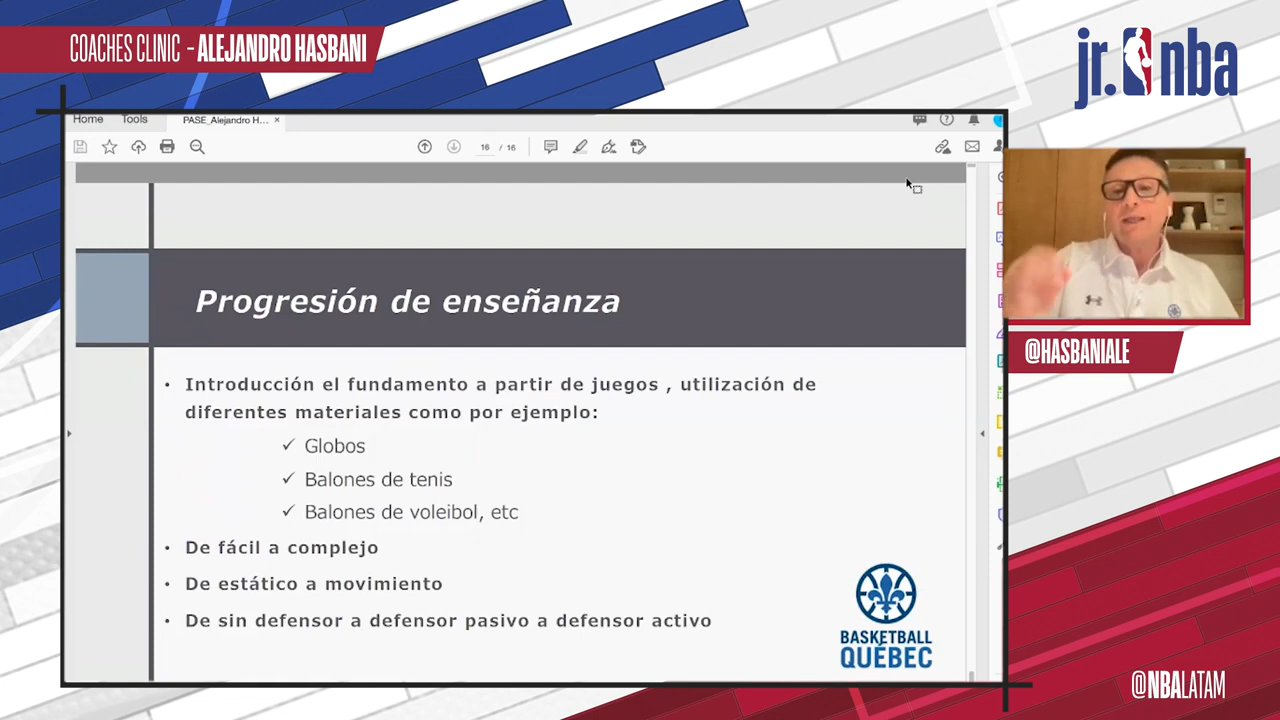 COACHES CLINIC - ALEJANDRO HASBANI
jr. nba
Home Tools PASE_Alejandro H... ×
16 / 16
Progresión de enseñanza
• Introducción el fundamento a partir de juegos , utilización de
diferentes materiales como por ejemplo:
✓ Globos
✓ Balones de tenis
✓ Balones de voleibol, etc
• De fácil a complejo
• De estático a movimiento
• De sin defensor a defensor pasivo a defensor activo
BASKETBALL
QUÉBEC
@HASBANIALE
@NBALATAM